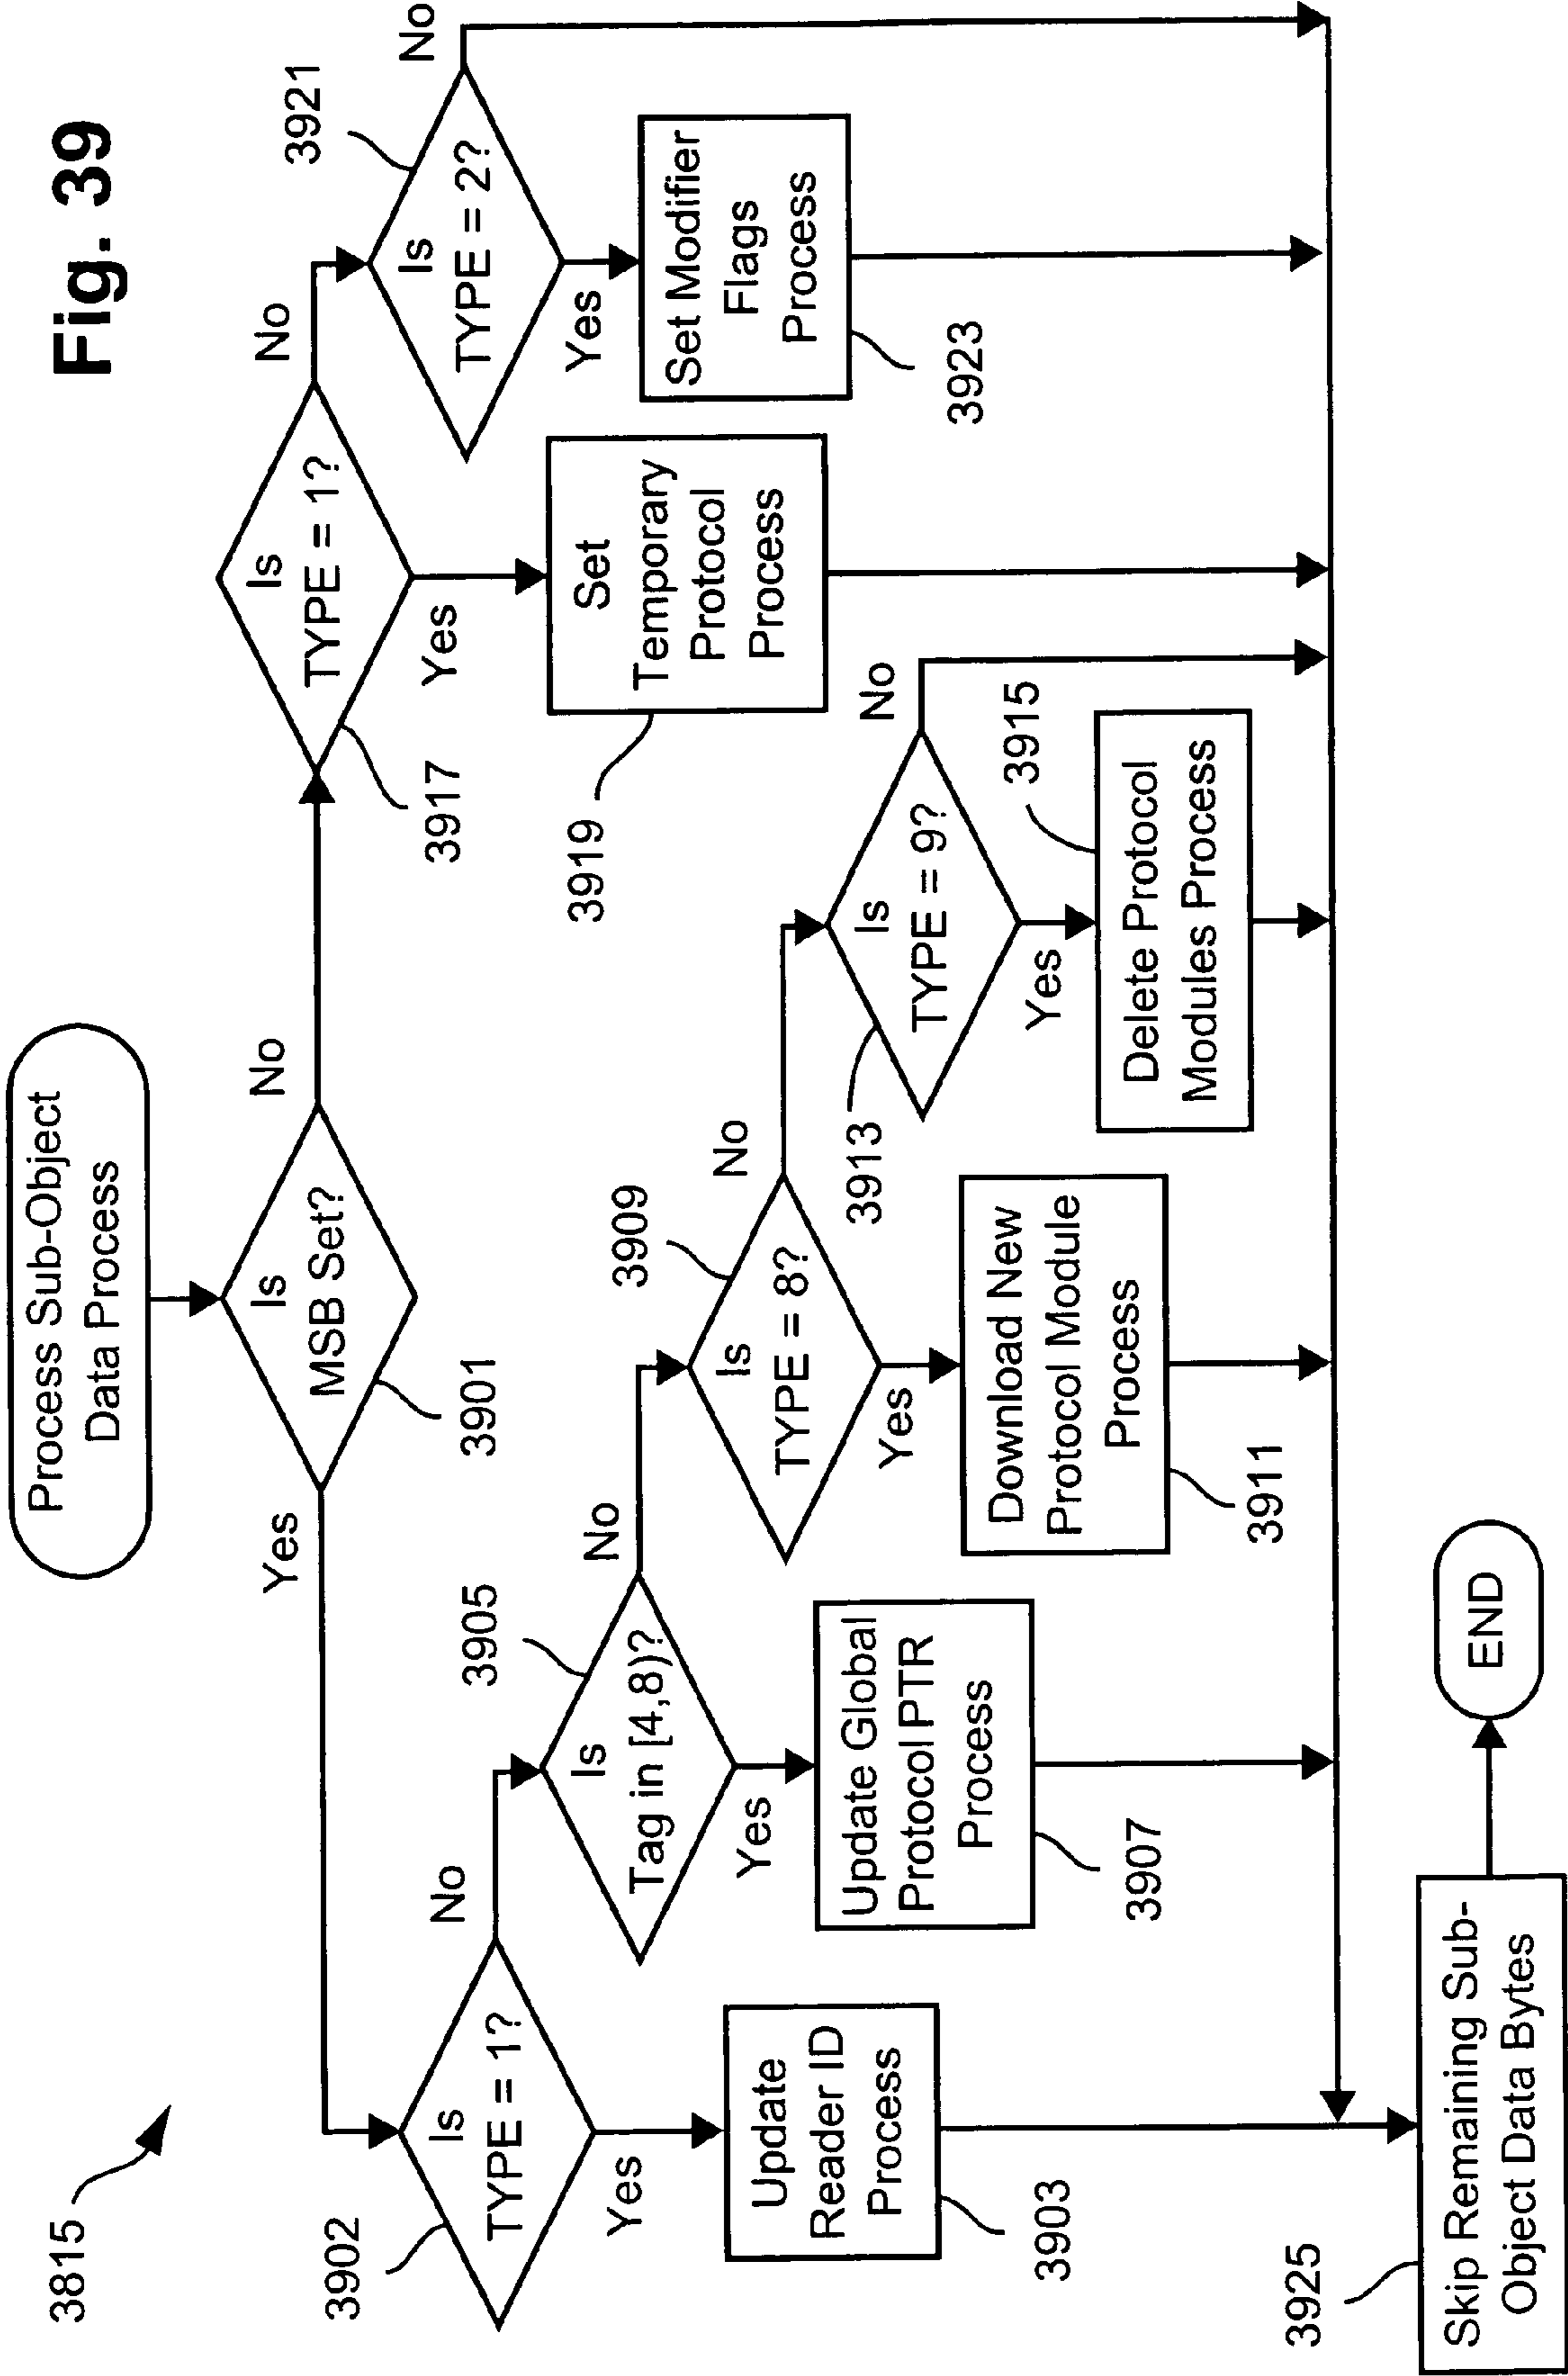 Fig. 39
3815
Process Sub-Object
Data Process
Is
MSB Set?
3901
Yes
No
Is
TYPE = 1?
3902
No
Yes
Update
Reader ID
Process
3903
Is
Tag in [4,8)?
3905
No
Yes
Update Global
Protocol PTR
Process
3907
Is
TYPE = 8?
3909
No
Yes
Download New
Protocol Module
Process
3911
Is
TYPE = 9?
3913
No
Yes
Delete Protocol
Modules Process
3915
Is
TYPE = 1?
3917
No
Yes
Set
Temporary
Protocol
Process
3919
Is
TYPE = 2?
3921
No
Yes
Set Modifier
Flags
Process
3923
Skip Remaining Sub-
Object Data Bytes
3925
END